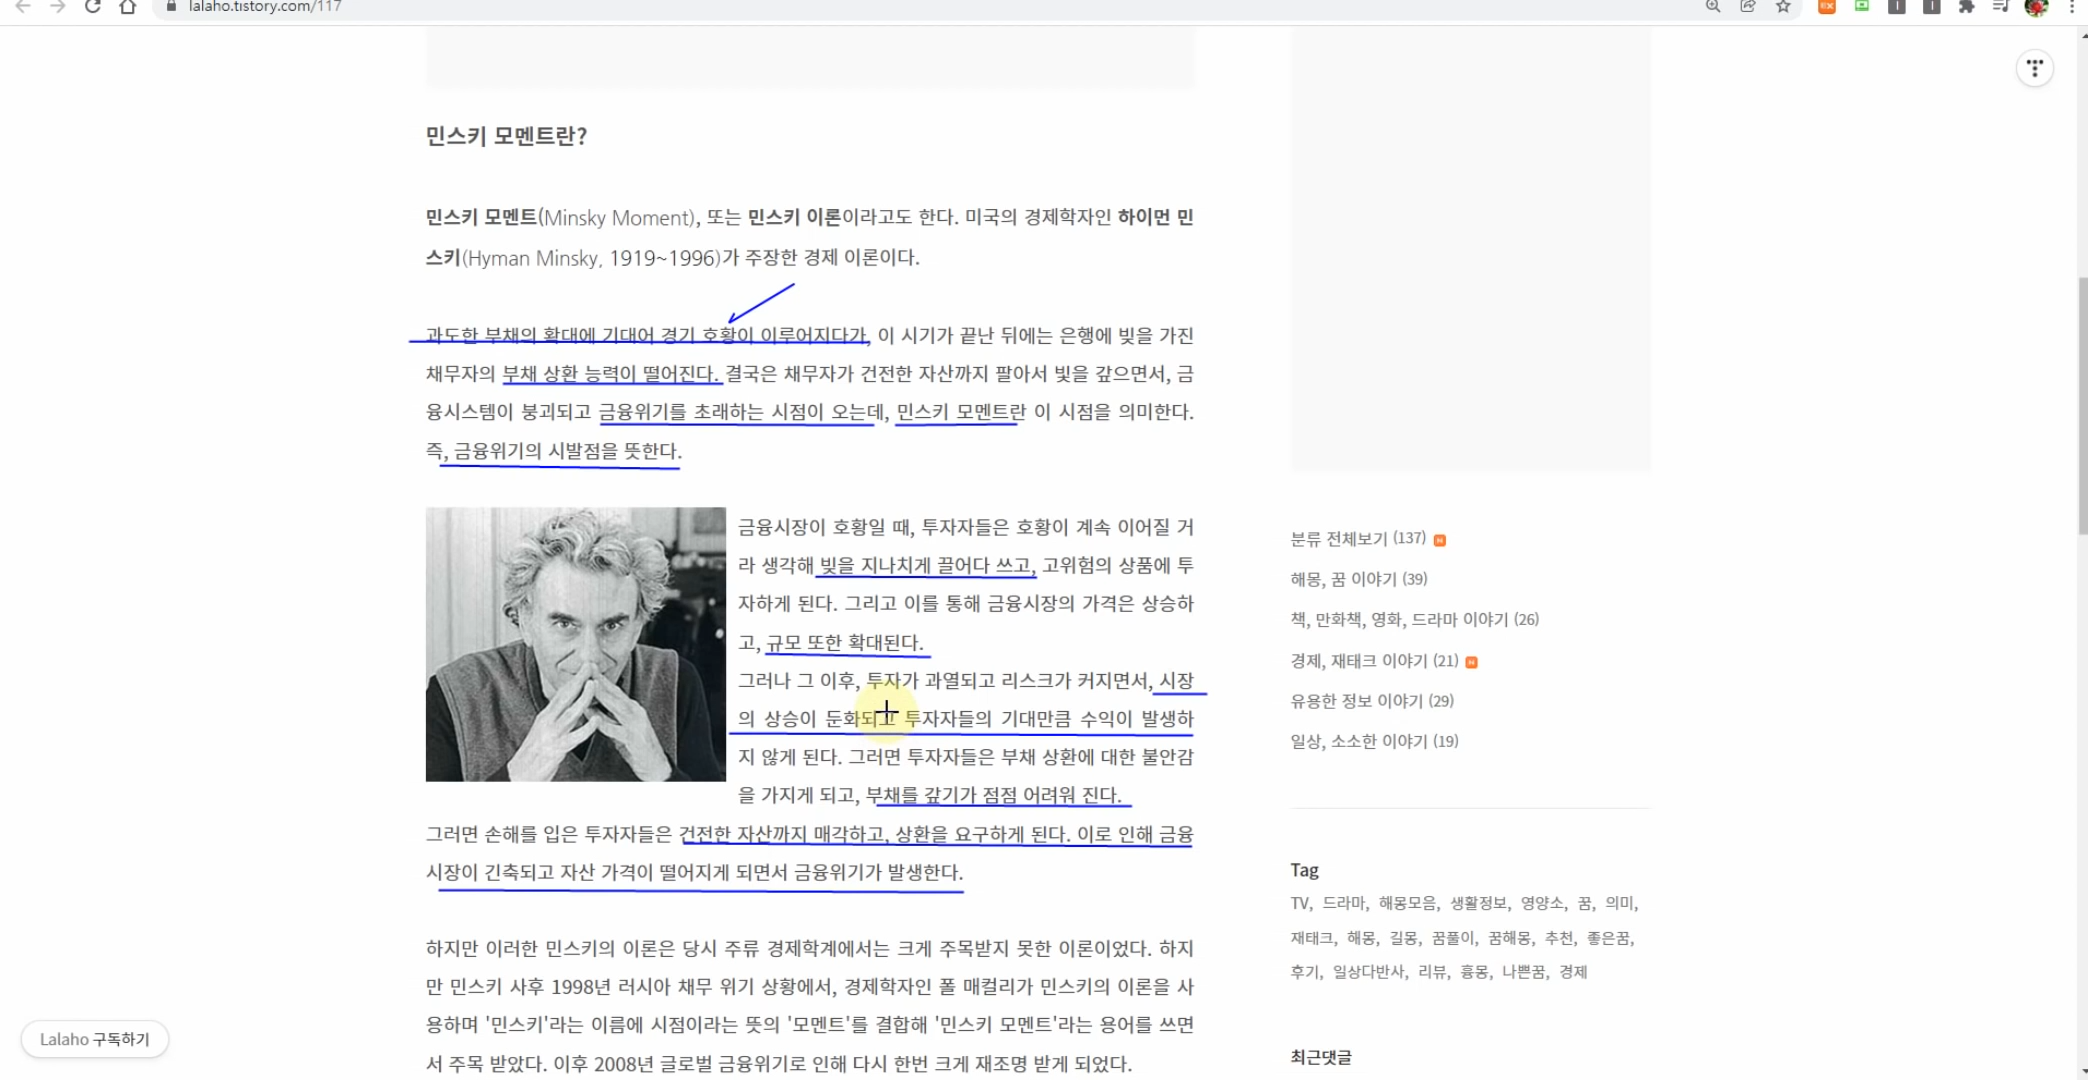 lalaho.tistory.com/117
민스키 모멘트란?
민스키 모멘트(Minsky Moment), 또는 민스키 이론이라고도 한다. 미국의 경제학자인 하이먼 민
스키(Hyman Minsky, 1919~1996)가 주장한 경제 이론이다.
과도한 부채의 확대에 기대어 경기 호황이 이루어지다가, 이 시기가 끝난 뒤에는 은행에 빚을 가진
채무자의 부채 상환 능력이 떨어진다. 결국은 채무자가 건전한 자산까지 팔아서 빛을 갚으면서, 금
융시스템이 붕괴되고 금융위기를 초래하는 시점이 오는데, 민스키 모멘트란 이 시점을 의미한다.
즉, 금융위기의 시발점을 뜻한다.
금융시장이 호황일 때, 투자자들은 호황이 계속 이어질 거
라 생각해 빚을 지나치게 끌어다 쓰고, 고위험의 상품에 투
자하게 된다. 그리고 이를 통해 금융시장의 가격은 상승하
고, 규모 또한 확대된다.
그러나 그 이후, 투자가 과열되고 리스크가 커지면서, 시장
의 상승이 둔화되고 투자자들의 기대만큼 수익이 발생하
지 않게 된다. 그러면 투자자들은 부채 상환에 대한 불안감
을 가지게 되고, 부채를 갚기가 점점 어려워 진다.
그러면 손해를 입은 투자자들은 건전한 자산까지 매각하고, 상환을 요구하게 된다. 이로 인해 금융
시장이 긴축되고 자산 가격이 떨어지게 되면서 금융위기가 발생한다.
하지만 이러한 민스키의 이론은 당시 주류 경제학계에서는 크게 주목받지 못한 이론이었다. 하지
만 민스키 사후 1998년 러시아 채무 위기 상황에서, 경제학자인 폴 매컬리가 민스키의 이론을 사
용하며 '민스키'라는 이름에 시점이라는 뜻의 '모멘트'를 결합해 '민스키 모멘트'라는 용어를 쓰면
서 주목 받았다. 이후 2008년 글로벌 금융위기로 인해 다시 한번 크게 재조명 받게 되었다.
Lalaho 구독하기
분류 전체보기 (137) N
해몽, 꿈 이야기 (39)
책, 만화책, 영화, 드라마 이야기 (26)
경제, 재태크 이야기 (21) N
유용한 정보 이야기 (29)
일상, 소소한 이야기 (19)
Tag
TV, 드라마, 해몽모음, 생활정보, 영양소, 꿈, 의미,
재태크, 해몽, 길몽, 꿈풀이, 꿈해몽, 추천, 좋은꿈,
후기, 일상다반사, 리뷰, 흉몽, 나쁜꿈, 경제
최근댓글